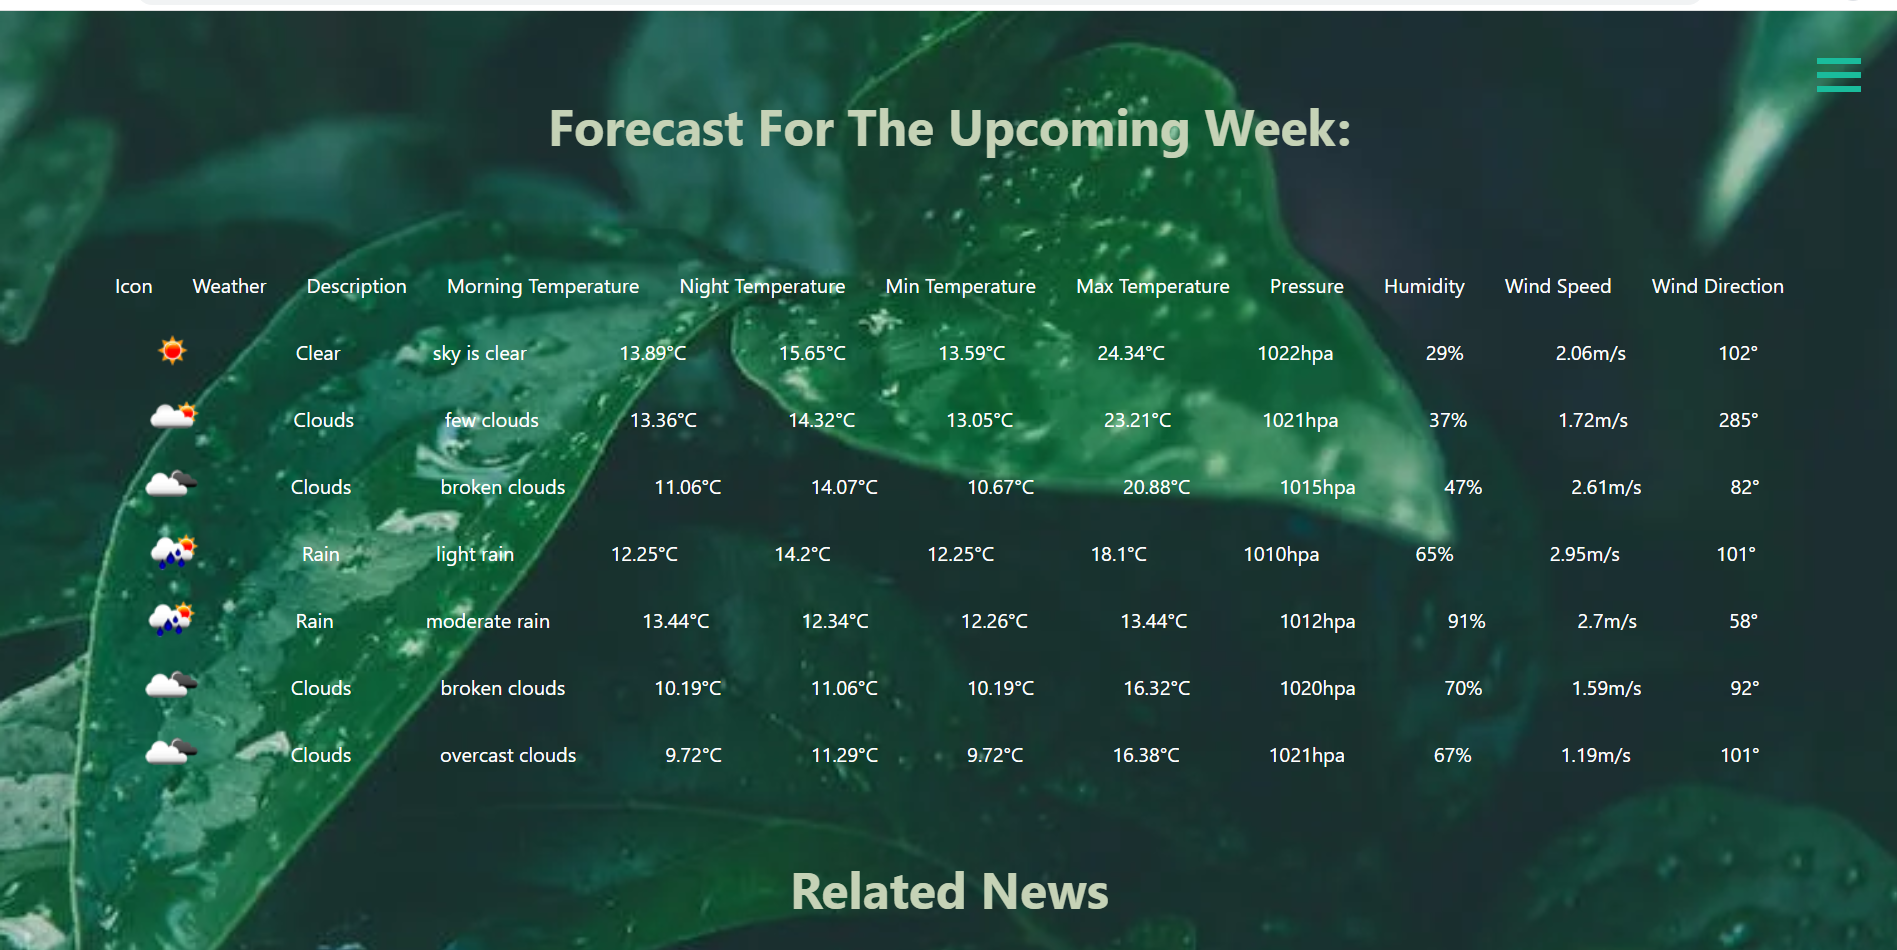 Forecast For The Upcoming Week:
Icon Weather Description Morning Temperature Night Temperature Min Temperature Max Temperature Pressure Humidity Wind Speed Wind Direction
Clear sky is clear 13.89°C 15.65°C 13.59°C 24.34°C 1022hpa 29% 2.06m/s 102°
Clouds few clouds 13.36°C 14.32°C 13.05°C 23.21°C 1021hpa 37% 1.72m/s 285°
Clouds broken clouds 11.06°C 14.07°C 10.67°C 20.88°C 1015hpa 47% 2.61m/s 82°
Rain light rain 12.25°C 14.2°C 12.25°C 18.1°C 1010hpa 65% 2.95m/s 101°
Rain moderate rain 13.44°C 12.34°C 12.26°C 13.44°C 1012hpa 91% 2.7m/s 58°
Clouds broken clouds 10.19°C 11.06°C 10.19°C 16.32°C 1020hpa 70% 1.59m/s 92°
Clouds overcast clouds 9.72°C 11.29°C 9.72°C 16.38°C 1021hpa 67% 1.19m/s 101°
Related News